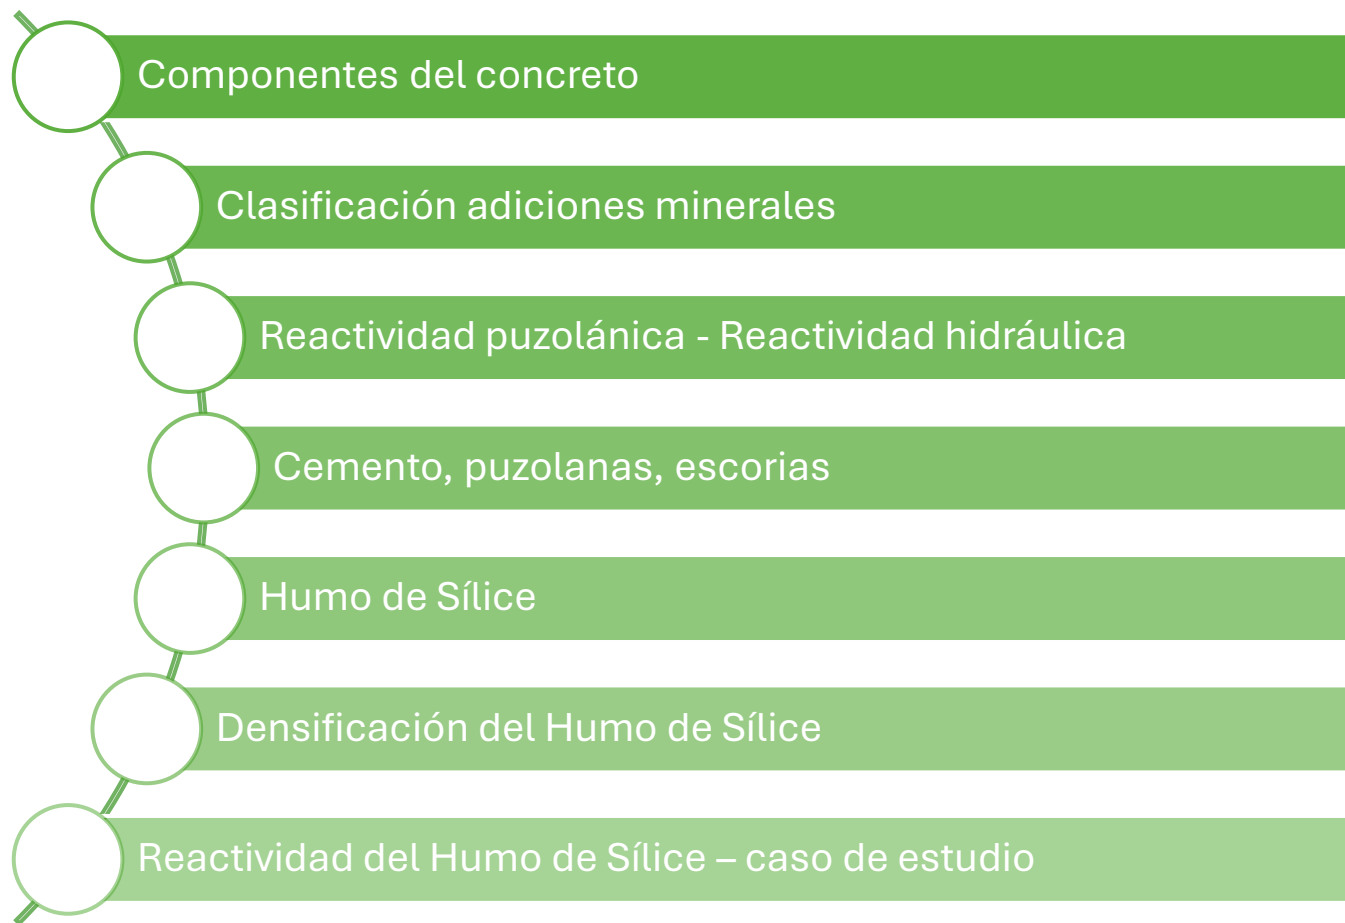 Componentes del concreto
Clasificación adiciones minerales
Reactividad puzolánica - Reactividad hidráulica
Cemento, puzolanas, escorias
Humo de Sílice
Densificación del Humo de Sílice
Reactividad del Humo de Sílice – caso de estudio